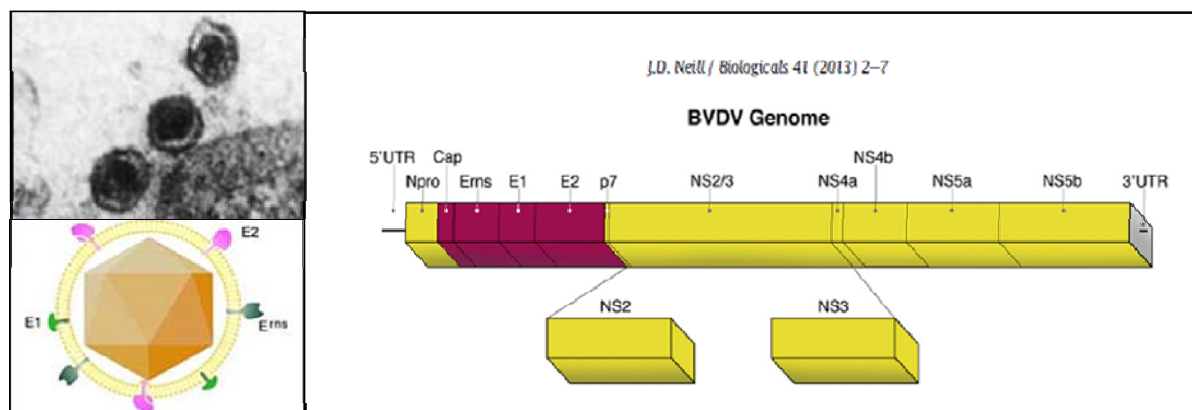 E2
E1
Erns
J.D. Neill / Biologicals 41 (2013) 2–7
BVDV Genome
5'UTR Cap NS4b
Npro Erns E1 E2 p7 NS2/3 NS4a NS5a NS5b 3'UTR
NS2 NS3